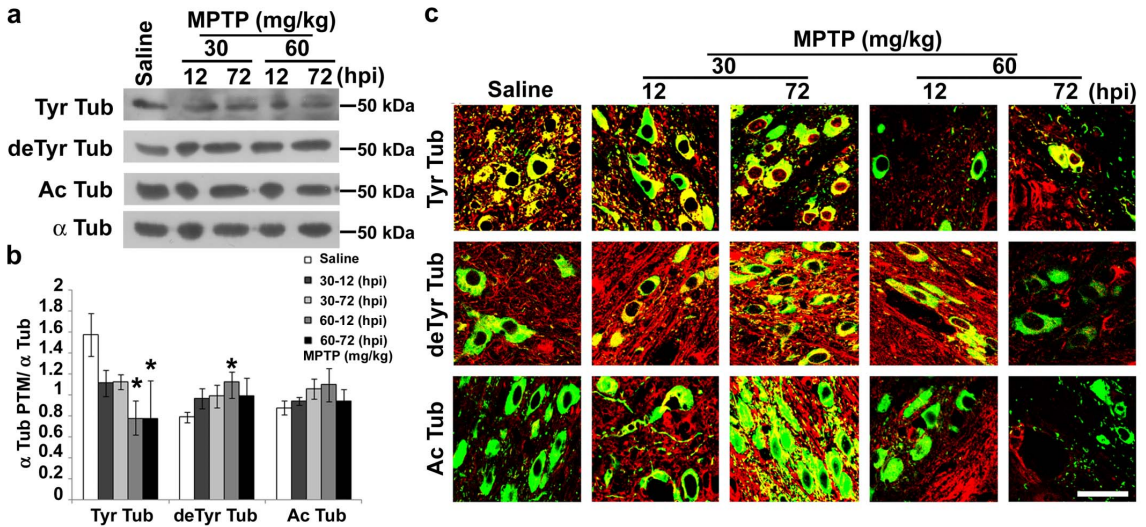 a
MPTP (mg/kg)
Saline
30 60
12 72 12 72 (hpi)
Tyr Tub 50 kDa
deTyr Tub 50 kDa
Ac Tub 50 kDa
α Tub 50 kDa
b
Saline
30-12 (hpi)
30-72 (hpi)
60-12 (hpi)
60-72 (hpi)
MPTP (mg/kg)
α Tub PTM/ α Tub
2
1.8
1.6
1.4
1.2
1
0.8
0.6
0.4
0.2
0
* * *
Tyr Tub deTyr Tub Ac Tub
c
MPTP (mg/kg)
30 60
Saline 12 72 12 72 (hpi)
Tyr Tub
deTyr Tub
Ac Tub